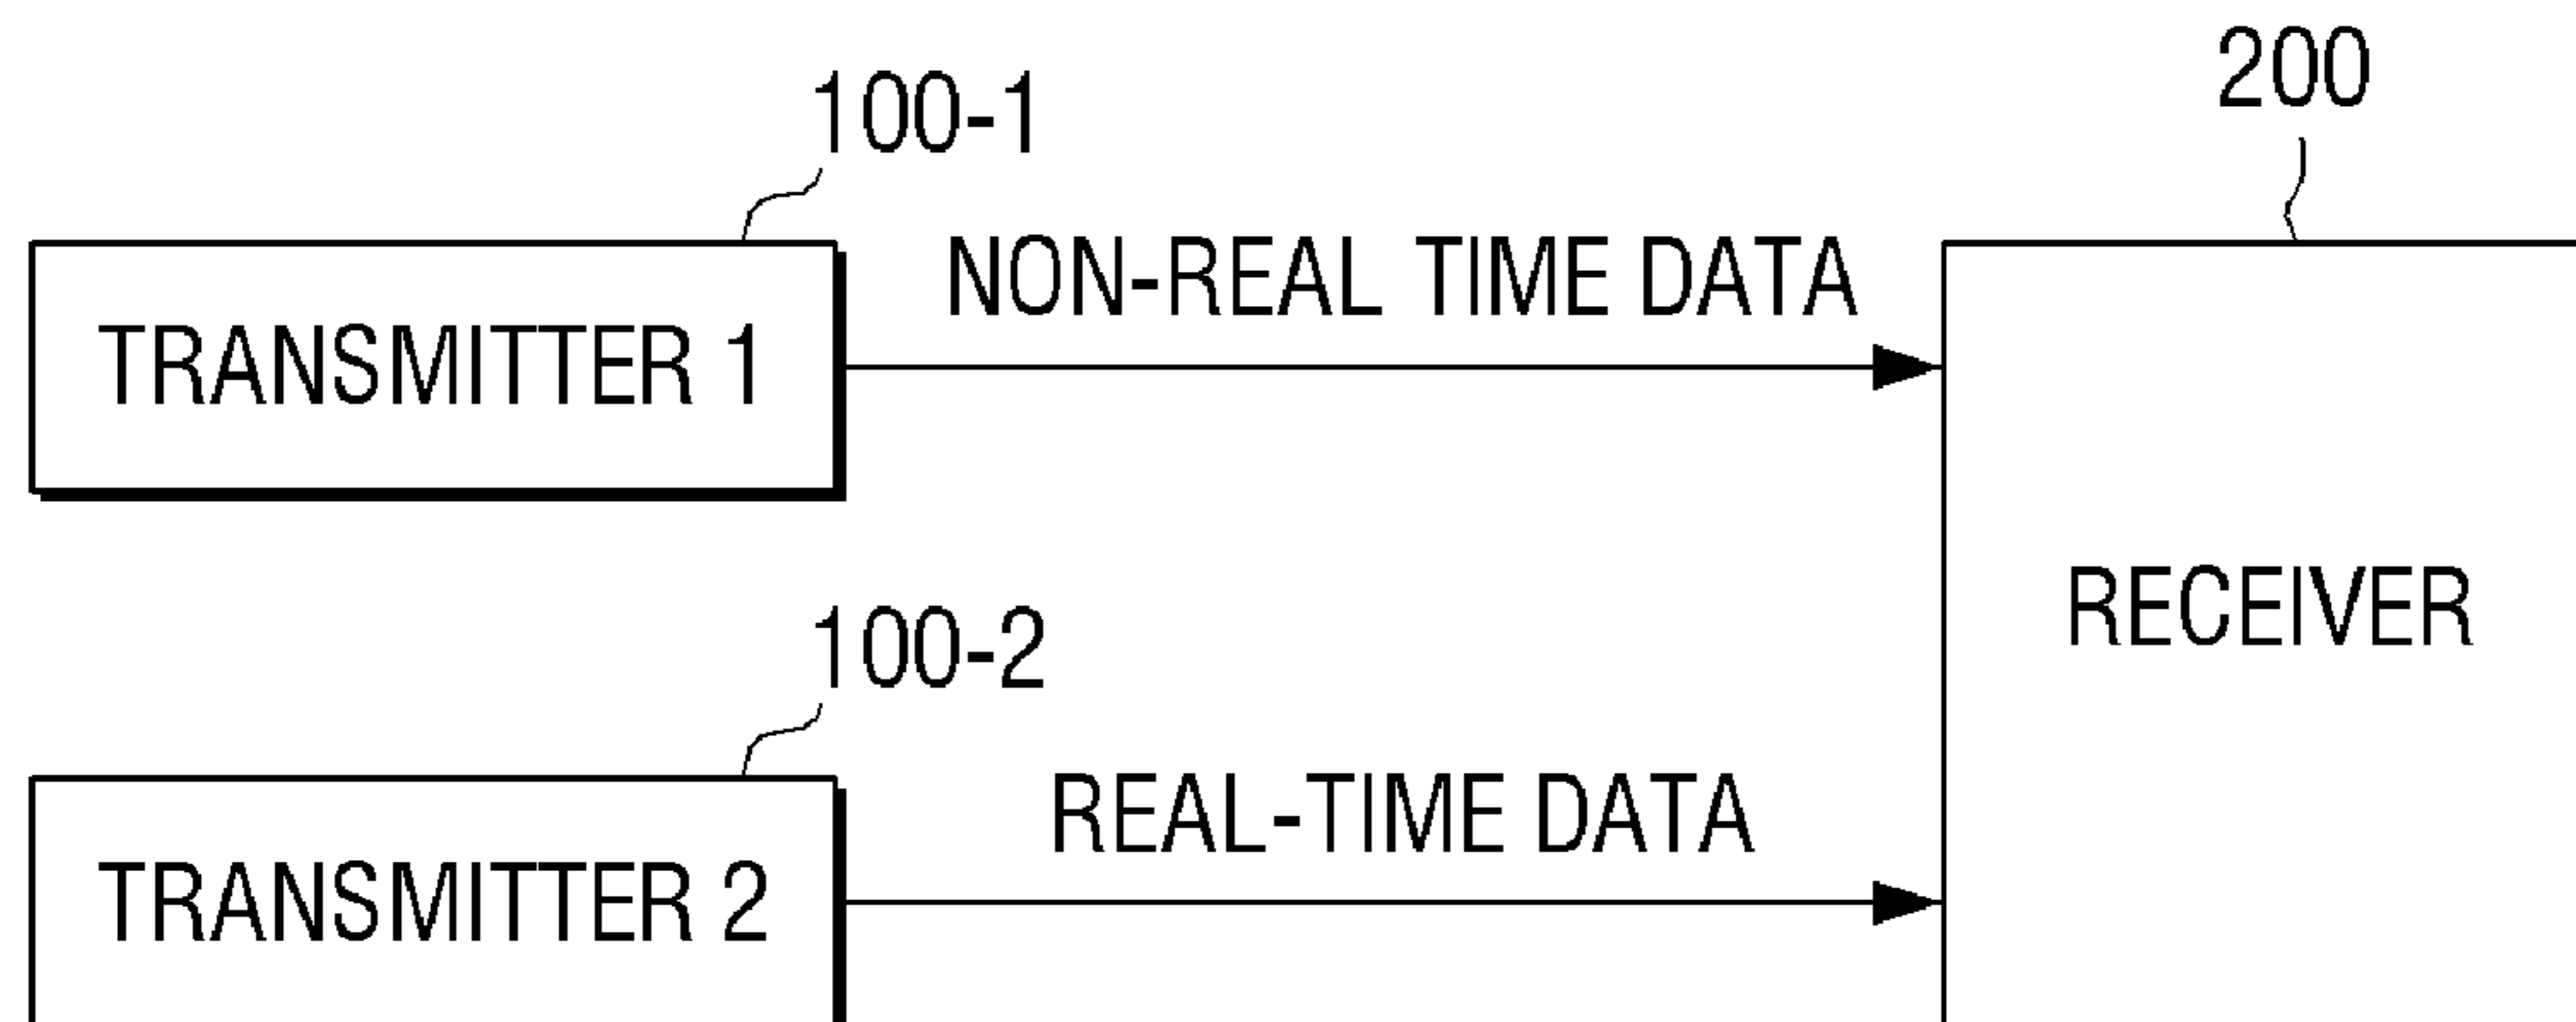 200
100-1
NON-REAL TIME DATA
TRANSMITTER 1
RECEIVER
100-2
REAL-TIME DATA
TRANSMITTER 2